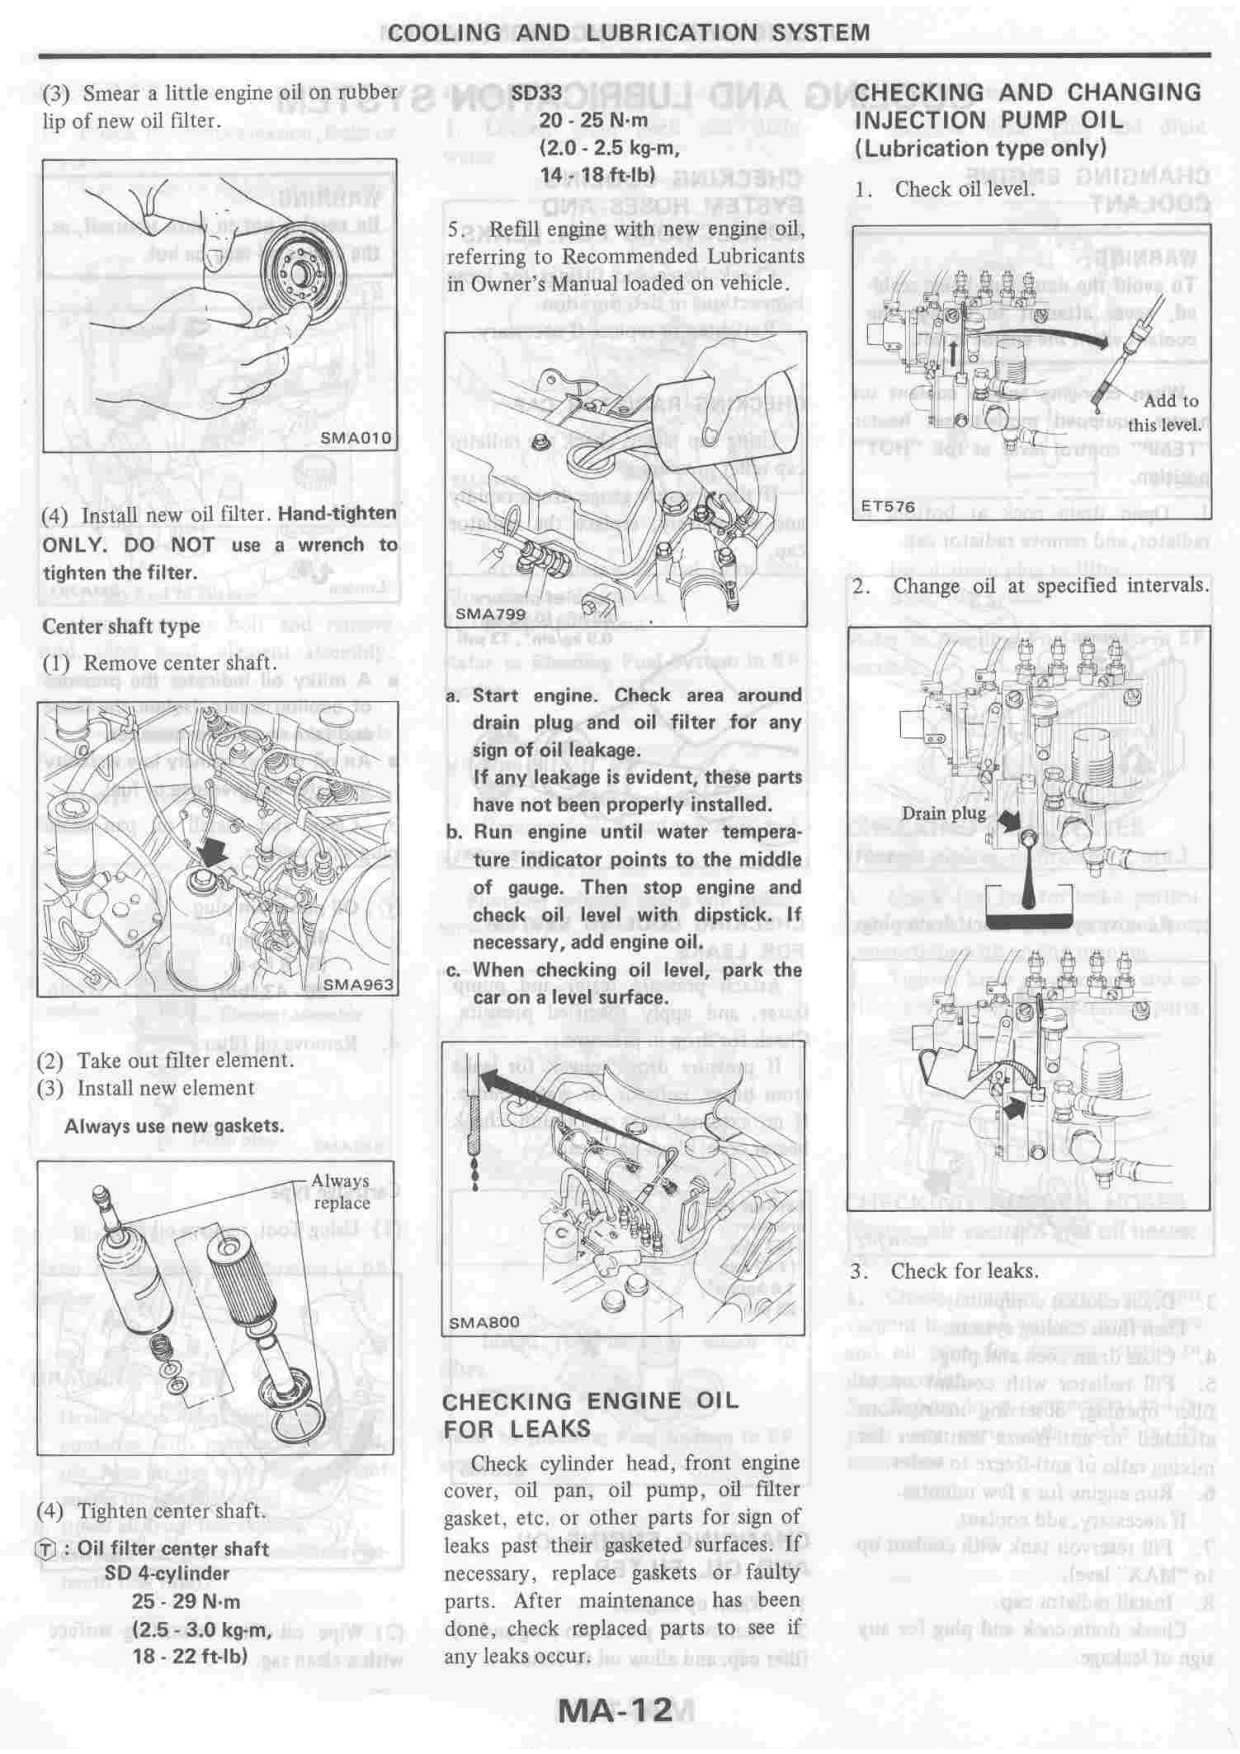 COOLING AND LUBRICATION SYSTEM
(3) Smear a little engine oil on rubber
lip of new oil filter.
SMA010
(4) Install new oil filter. Hand-tighten
ONLY. DO NOT use a wrench to
tighten the filter.
Center shaft type
(1) Remove center shaft.
SMA963
(2) Take out filter element.
(3) Install new element
Always use new gaskets.
Always
replace
(4) Tighten center shaft.
Ⓣ : Oil filter center shaft
SD 4-cylinder
25 - 29 N·m
(2.5 - 3.0 kg-m,
18 - 22 ft-lb)
SD33
20 - 25 N·m
(2.0 - 2.5 kg-m,
14 - 18 ft-lb)
5. Refill engine with new engine oil,
referring to Recommended Lubricants
in Owner's Manual loaded on vehicle.
SMA799
a. Start engine. Check area around
drain plug and oil filter for any
sign of oil leakage.
If any leakage is evident, these parts
have not been properly installed.
b. Run engine until water tempera-
ture indicator points to the middle
of gauge. Then stop engine and
check oil level with dipstick. If
necessary, add engine oil.
c. When checking oil level, park the
car on a level surface.
SMA800
CHECKING ENGINE OIL
FOR LEAKS
Check cylinder head, front engine
cover, oil pan, oil pump, oil filter
gasket, etc. or other parts for sign of
leaks past their gasketed surfaces. If
necessary, replace gaskets or faulty
parts. After maintenance has been
done, check replaced parts to see if
any leaks occur.
CHECKING AND CHANGING
INJECTION PUMP OIL
(Lubrication type only)
1. Check oil level.
Add to
this level.
ET576
2. Change oil at specified intervals.
Drain plug
3. Check for leaks.
MA-12